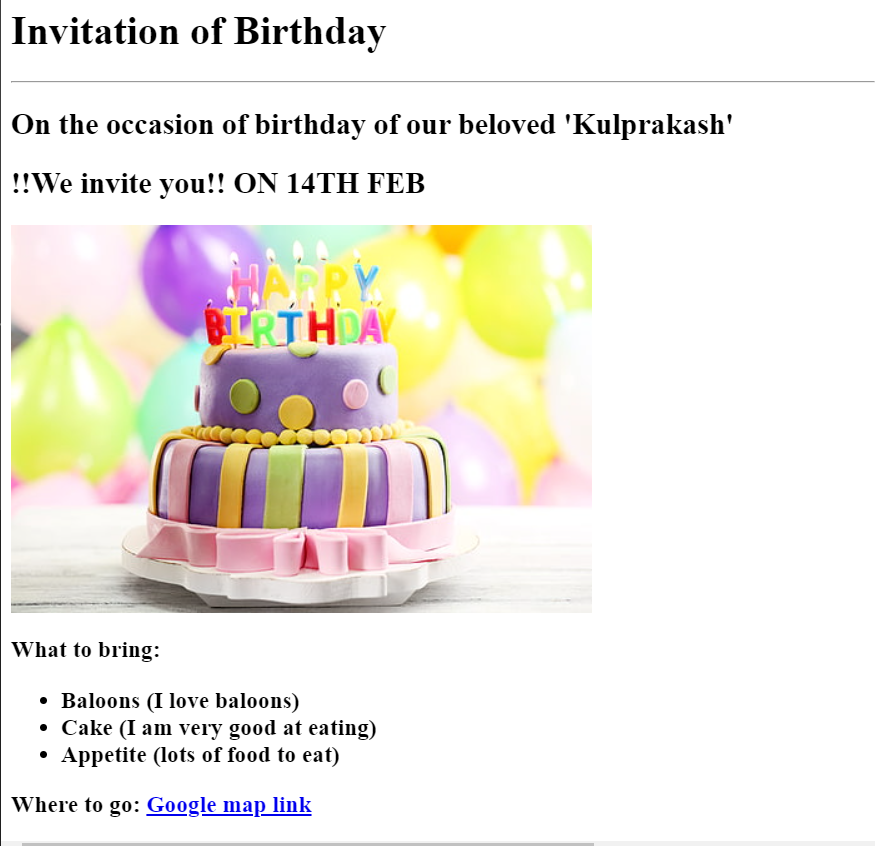 Invitation of Birthday
On the occasion of birthday of our beloved 'Kulprakash'
!!We invite you!! ON 14TH FEB
HAPPY
BIRTHDAY
What to bring:
Baloons (I love baloons)
Cake (I am very good at eating)
Appetite (lots of food to eat)
Where to go: Google map link